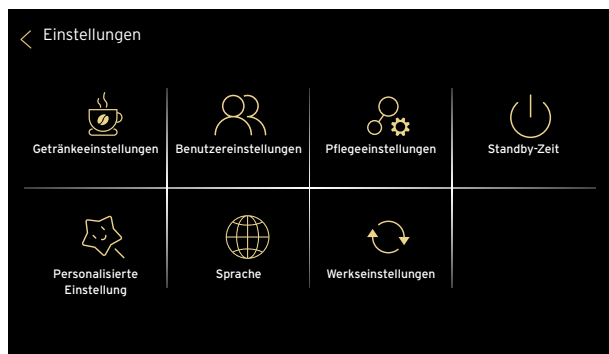 Einstellungen
Getränkeeinstellungen
Benutzereinstellungen
Pflegeeinstellungen
Standby-Zeit
Personalisierte
Einstellung
Sprache
Werkseinstellungen